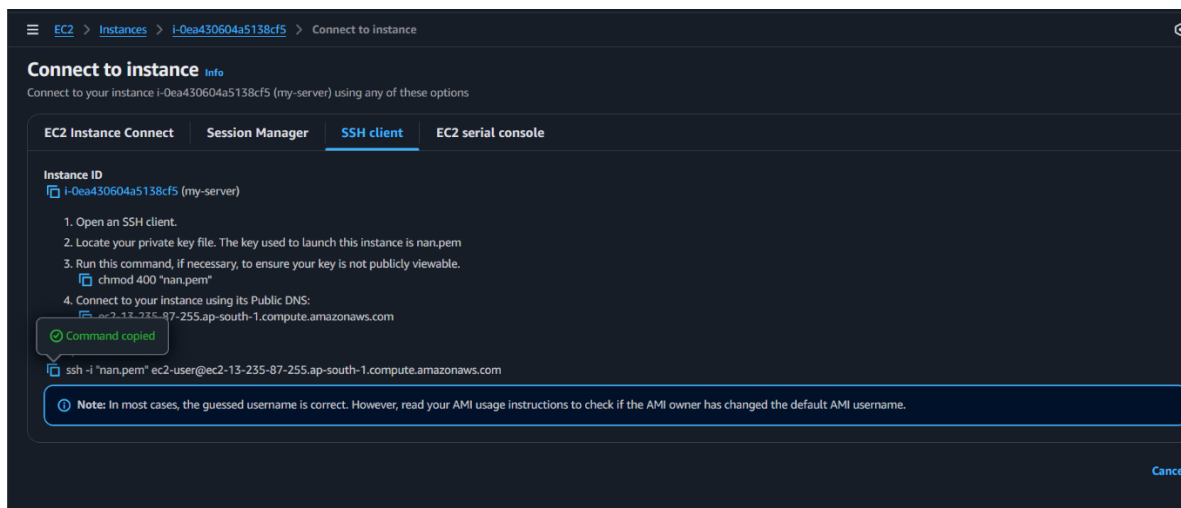 EC2 > Instances > i-0ea430604a5138cf5 > Connect to instance
Connect to instance Info
Connect to your instance i-0ea430604a5138cf5 (my-server) using any of these options
EC2 Instance Connect Session Manager SSH client EC2 serial console
Instance ID
i-0ea430604a5138cf5 (my-server)
1. Open an SSH client.
2. Locate your private key file. The key used to launch this instance is nan.pem
3. Run this command, if necessary, to ensure your key is not publicly viewable.
chmod 400 "nan.pem"
4. Connect to your instance using its Public DNS:
ec2-13-235-87-255.ap-south-1.compute.amazonaws.com
Command copied
ssh -i "nan.pem" ec2-user@ec2-13-235-87-255.ap-south-1.compute.amazonaws.com
Note: In most cases, the guessed username is correct. However, read your AMI usage instructions to check if the AMI owner has changed the default AMI username.
Cance